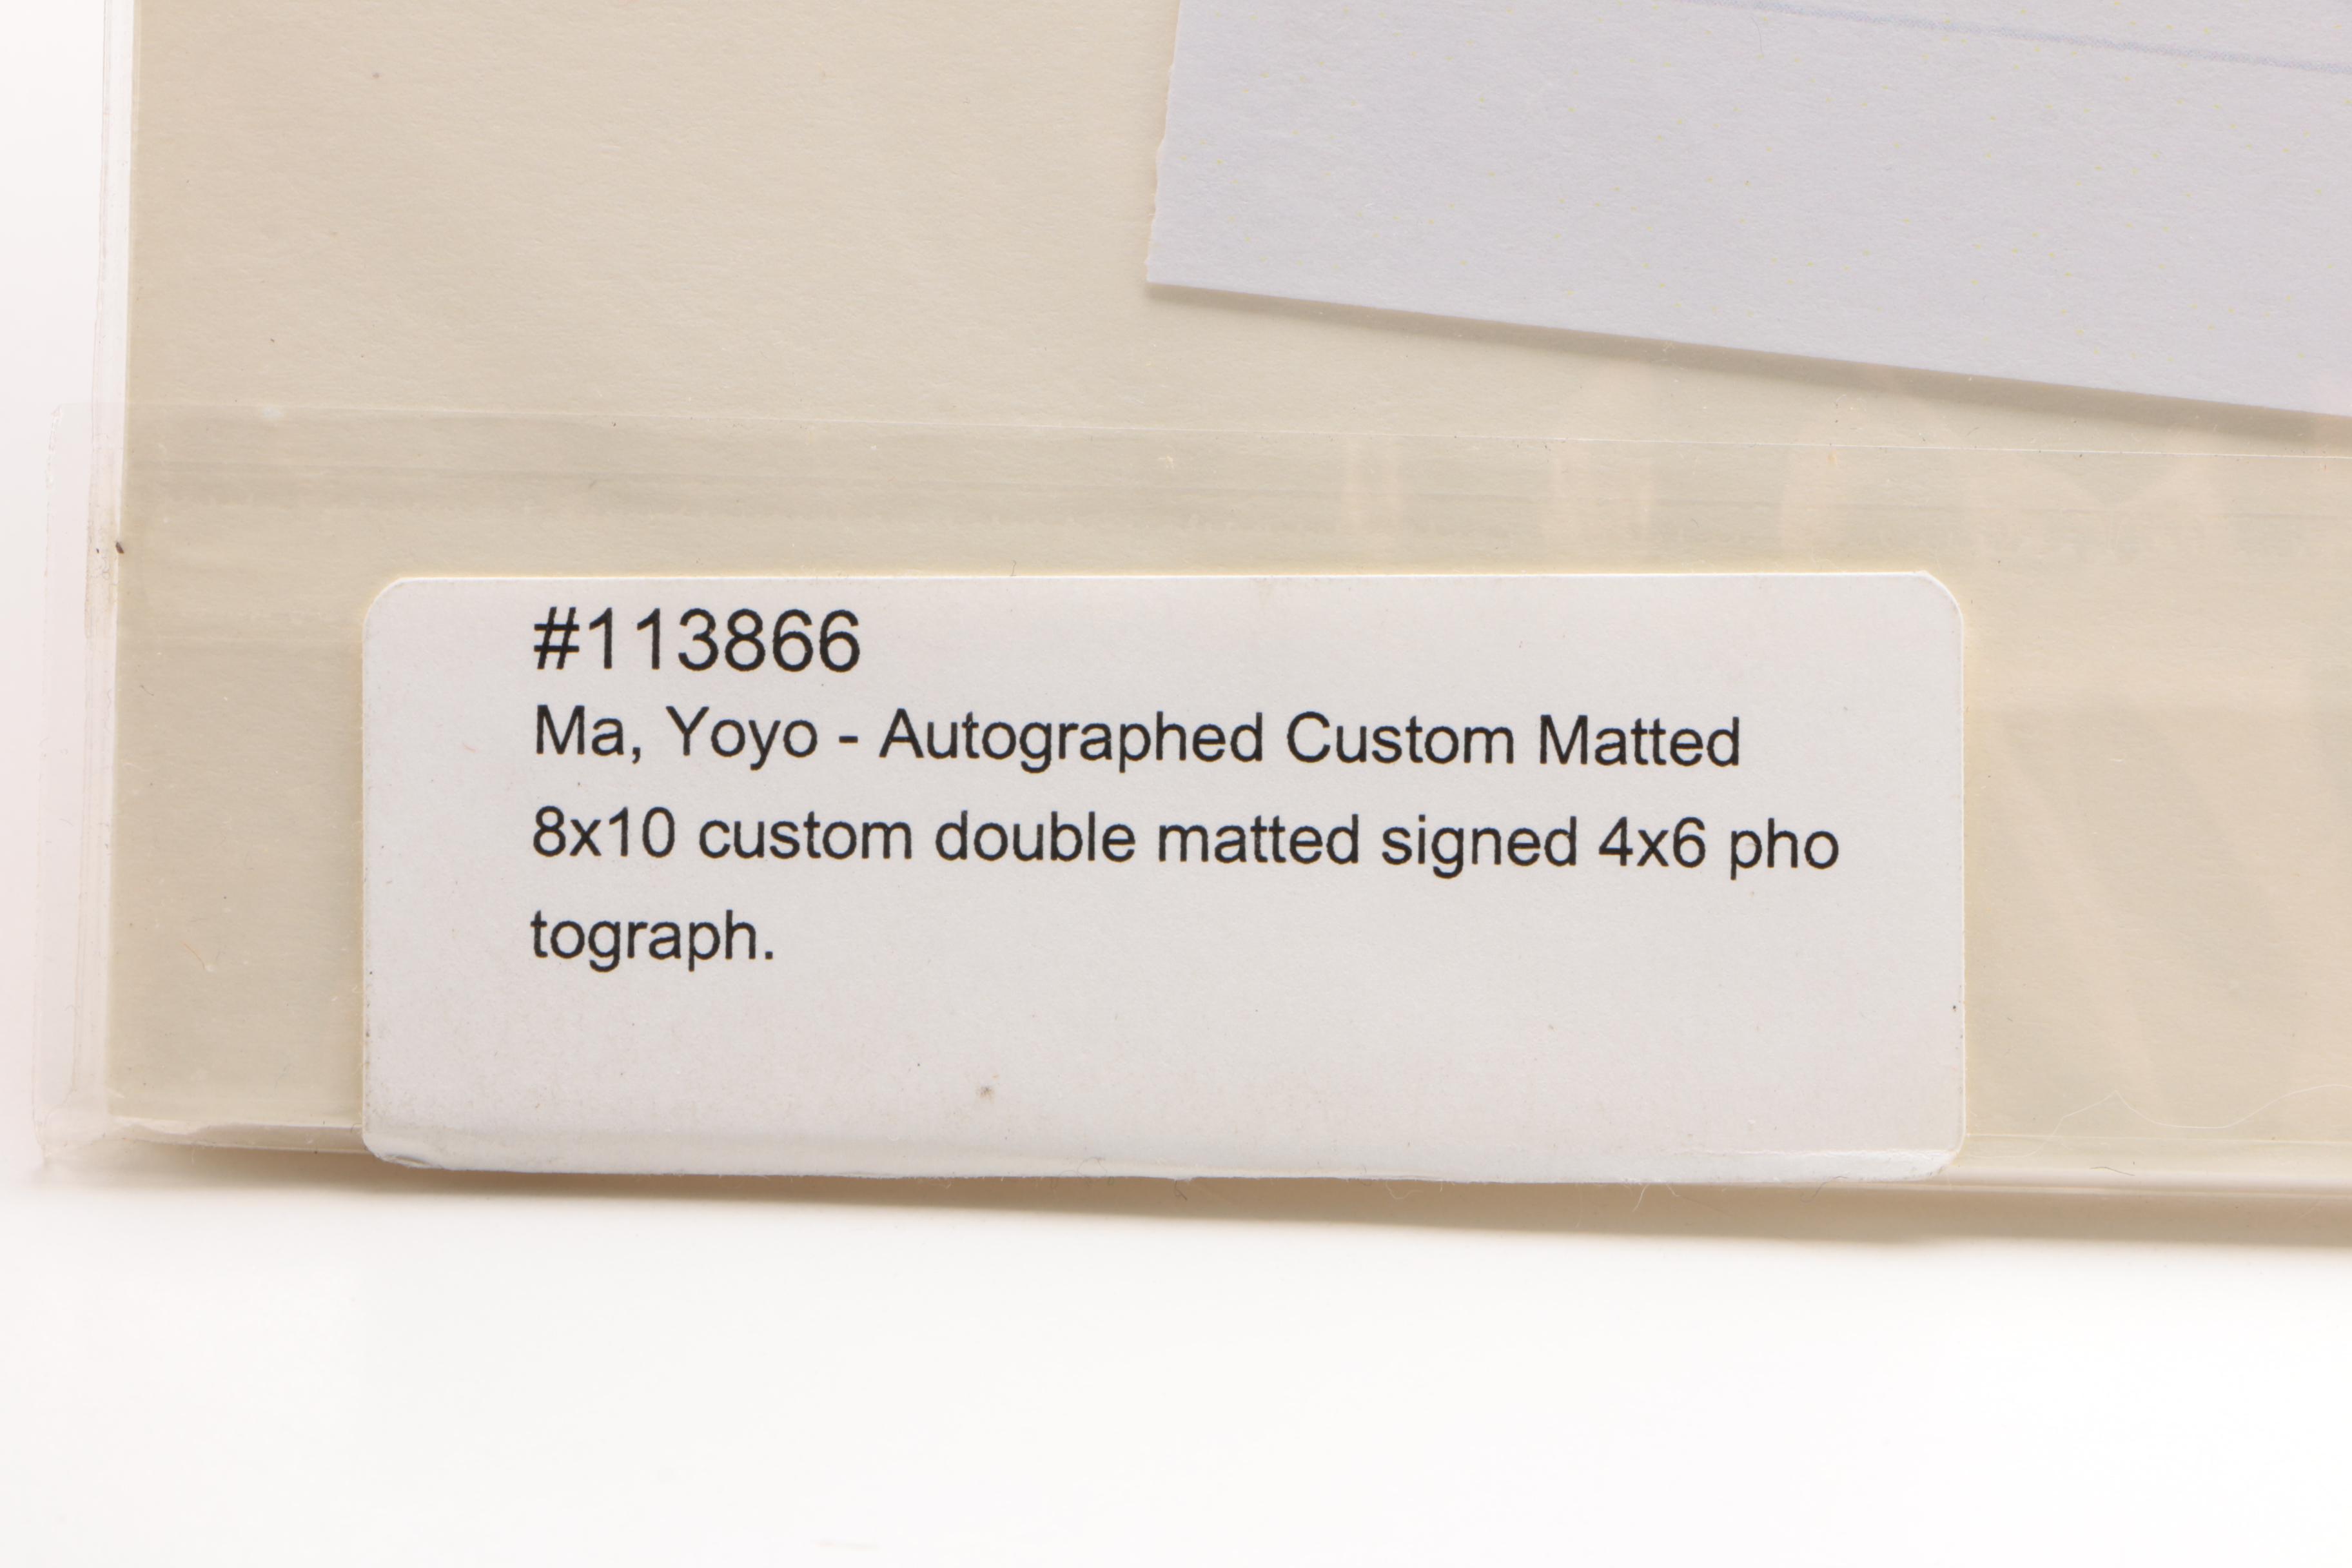 #113866
Ma, Yoyo - Autographed Custom Matted
8x10 custom double matted signed 4x6 pho
tograph.